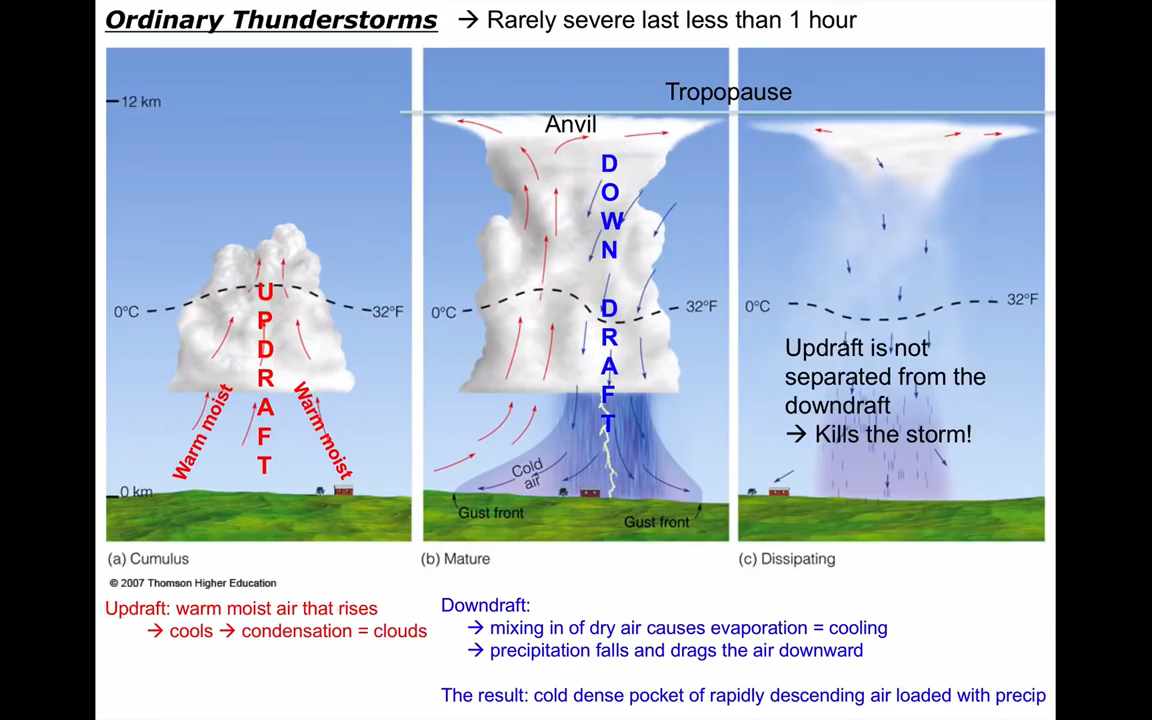 Ordinary Thunderstorms → Rarely severe last less than 1 hour
12 km
0°C
32°F
UPDRAFT
Warm moist
Warm moist
0 km
(a) Cumulus
Tropopause
Anvil
DOWN DRAFT
0°C
32°F
Cold
air
Gust front
Gust front
(b) Mature
0°C
32°F
Updraft is not
separated from the
downdraft
→ Kills the storm!
(c) Dissipating
© 2007 Thomson Higher Education
Updraft: warm moist air that rises
→ cools → condensation = clouds
Downdraft:
→ mixing in of dry air causes evaporation = cooling
→ precipitation falls and drags the air downward
The result: cold dense pocket of rapidly descending air loaded with precip